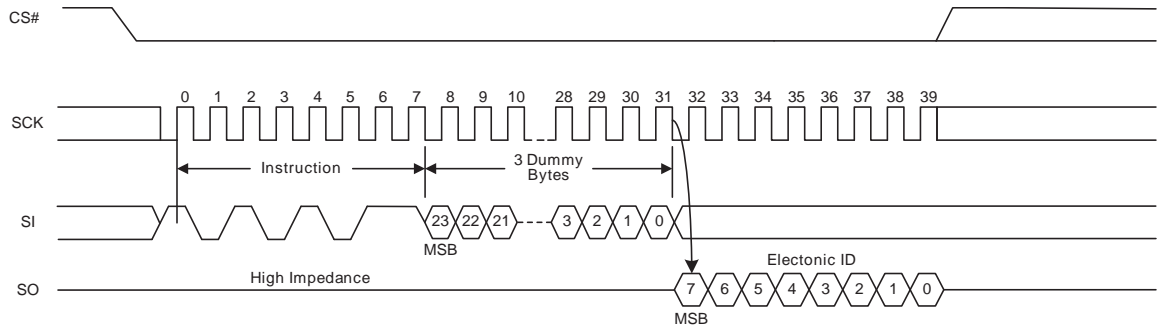 CS#
0 1 2 3 4 5 6 7 8 9 10 28 29 30 31 32 33 34 35 36 37 38 39
SCK
Instruction
3 Dummy
Bytes
SI
23 22 21 3 2 1 0
MSB
High Impedance
Electonic ID
SO
7 6 5 4 3 2 1 0
MSB